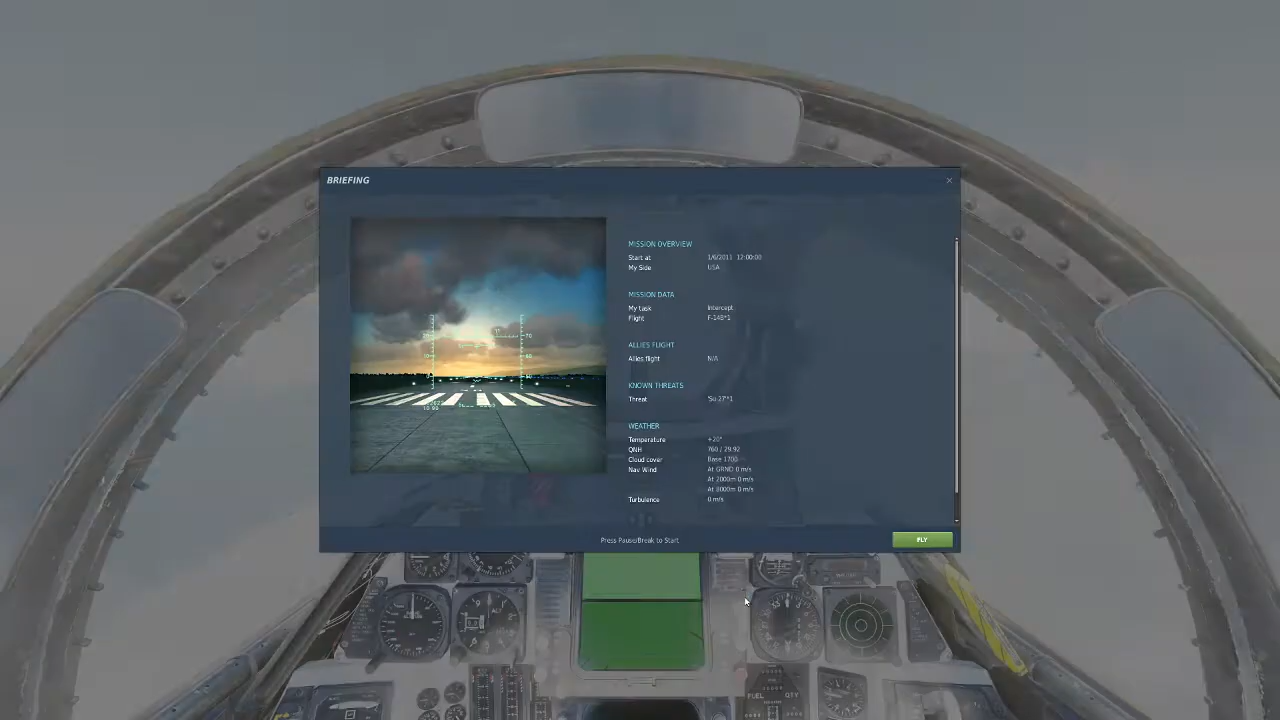 BRIEFING
MISSION OVERVIEW
Start at 1/6/2011 12:00:00
My Side USA
MISSION DATA
My task Intercept
Flight F-14B*1
ALLIES FLIGHT
Allies flight N/A
KNOWN THREATS
Threat 'Su-27'*1
WEATHER
Temperature +20°
QNH 760 / 29.92
Cloud cover Base 1700
Nav Wind At GRND 0 m/s
At 2000m 0 m/s
At 8000m 0 m/s
Turbulence 0 m/s
Press Pause/Break to Start
FLY
FUEL QTY